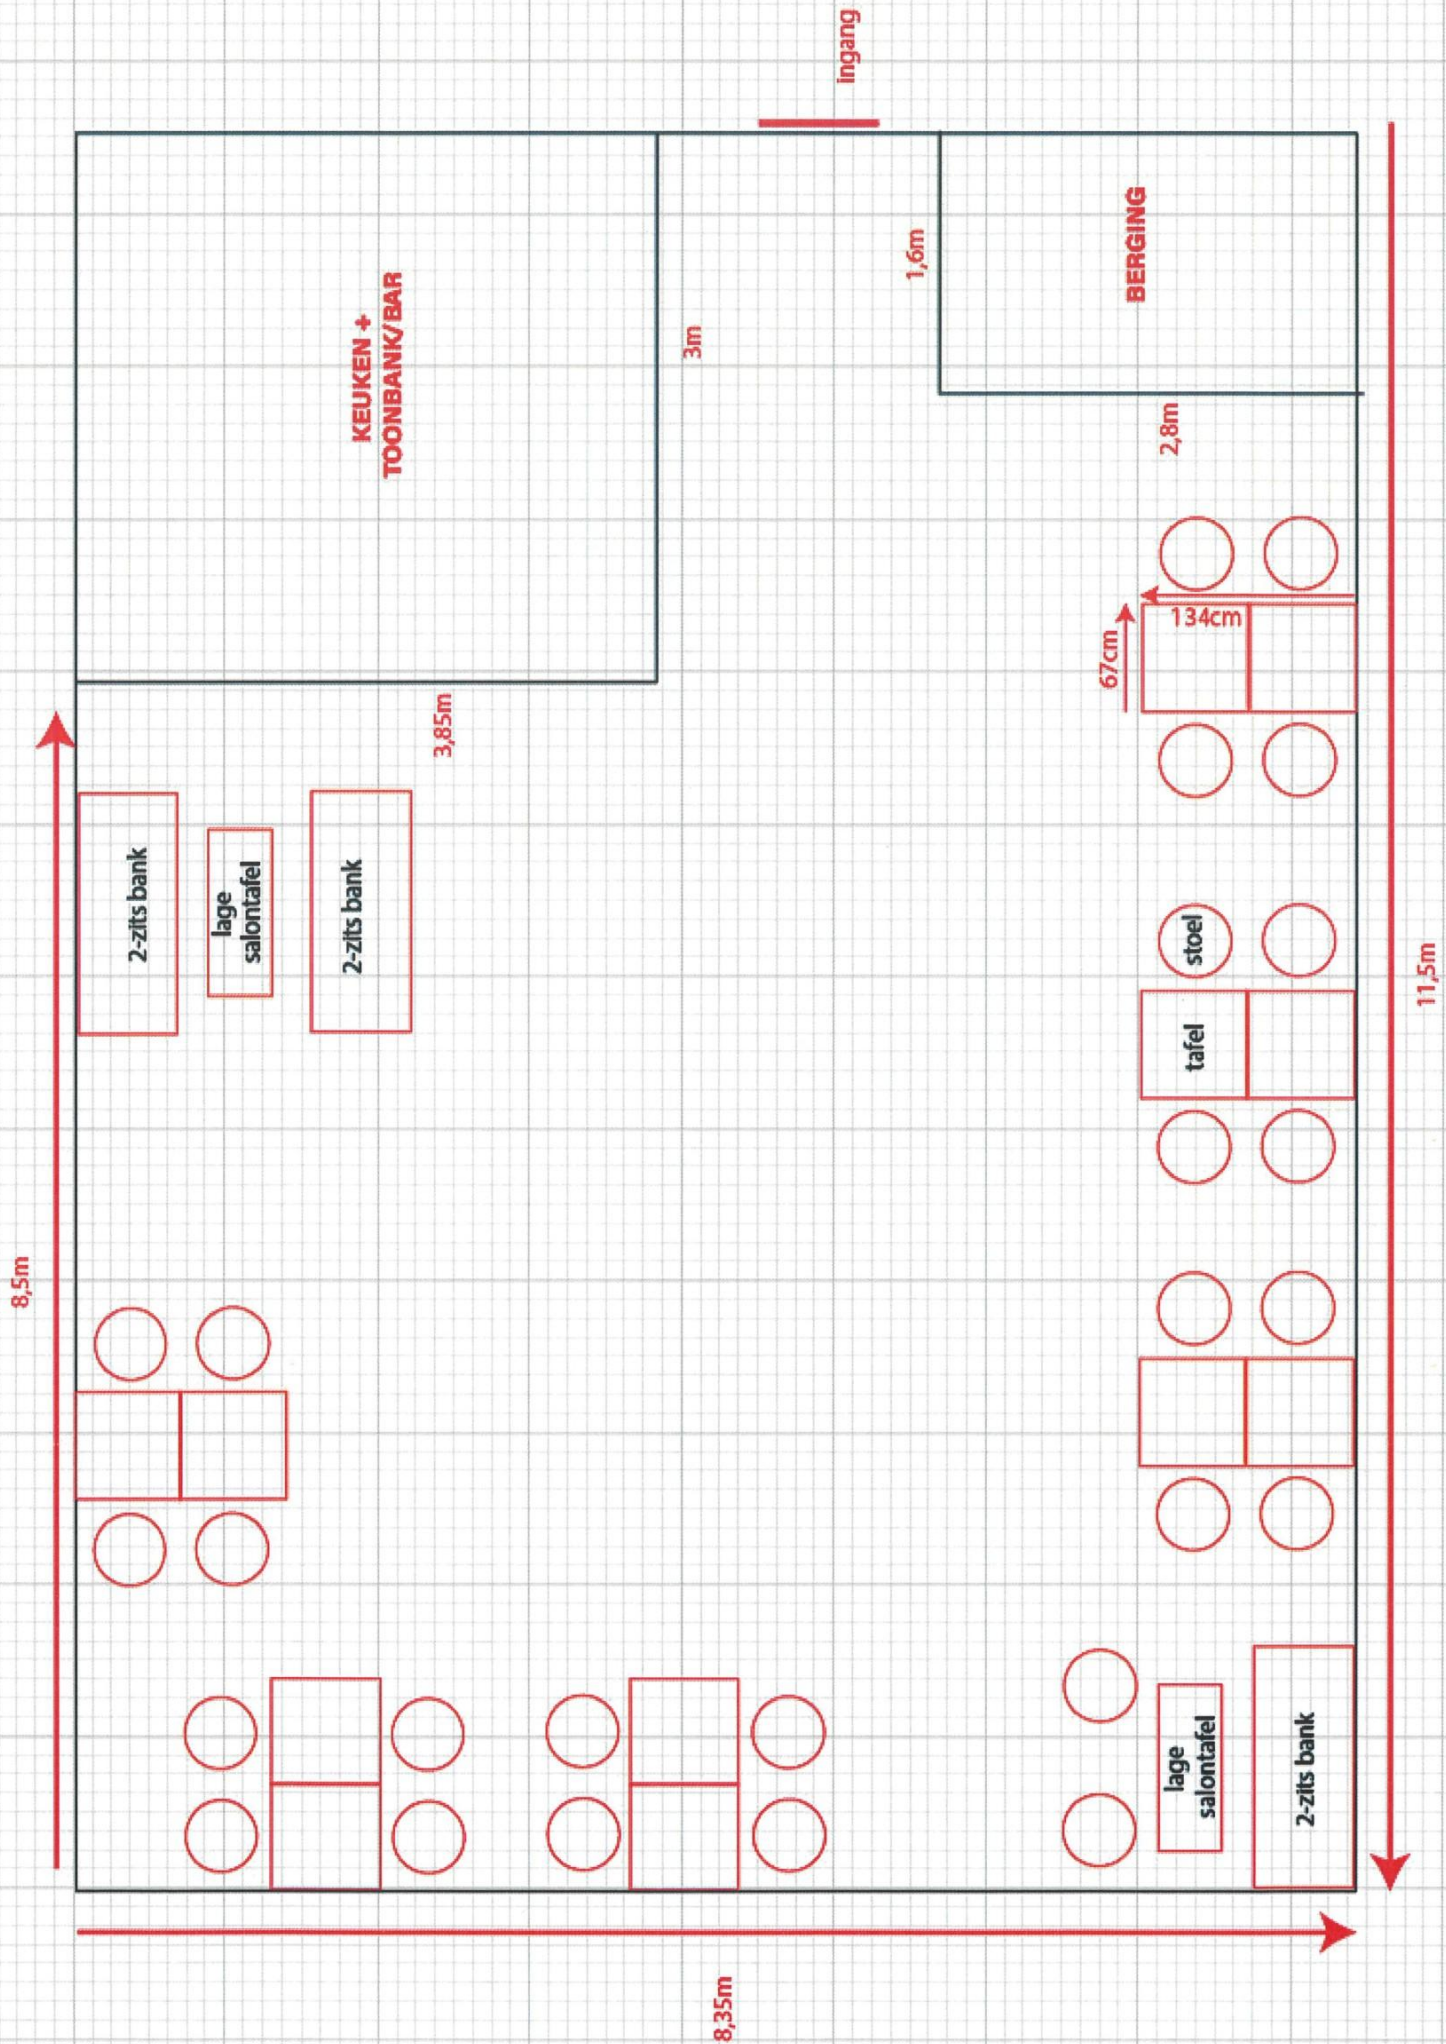 ingang
KEUKEN +
TOONBANK/BAR
BERGING
1,6m
3m
2,8m
134cm
67cm
3,85m
2-zits bank
lage
salontafel
2-zits bank
stoel
tafel
11,5m
8,5m
lage
salontafel
2-zits bank
8,35m